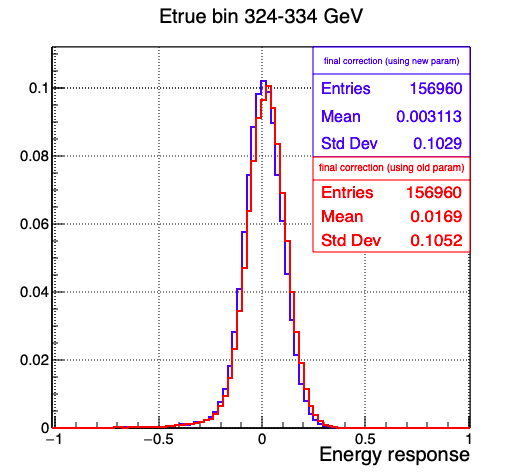 Etrue bin 324-334 GeV
final correction (using new param)
Entries 156960
Mean 0.003113
Std Dev 0.1029
final correction (using old param)
Entries 156960
Mean 0.0169
Std Dev 0.1052
0.1
0.08
0.06
0.04
0.02
0
−1 −0.5 0 0.5 1
Energy response